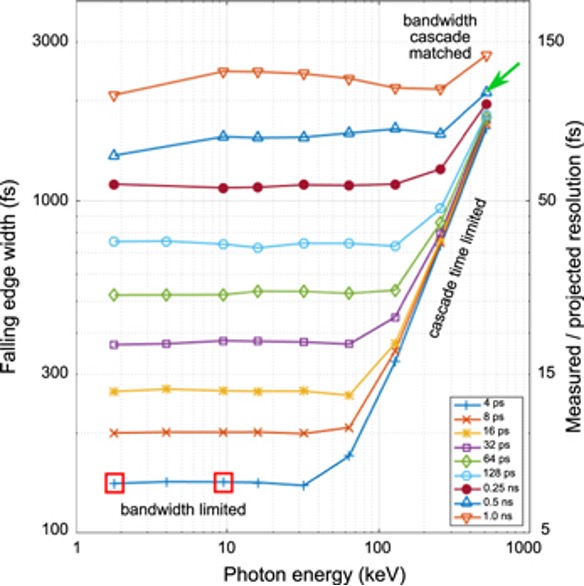 bandwidth
cascade
matched
3000
1000
300
100
Falling edge width (fs)
150
50
15
5
Measured / projected resolution (fs)
cascade time limited
bandwidth limited
4 ps
8 ps
16 ps
32 ps
64 ps
128 ps
0.25 ns
0.5 ns
1.0 ns
1 10 100 1000
Photon energy (keV)